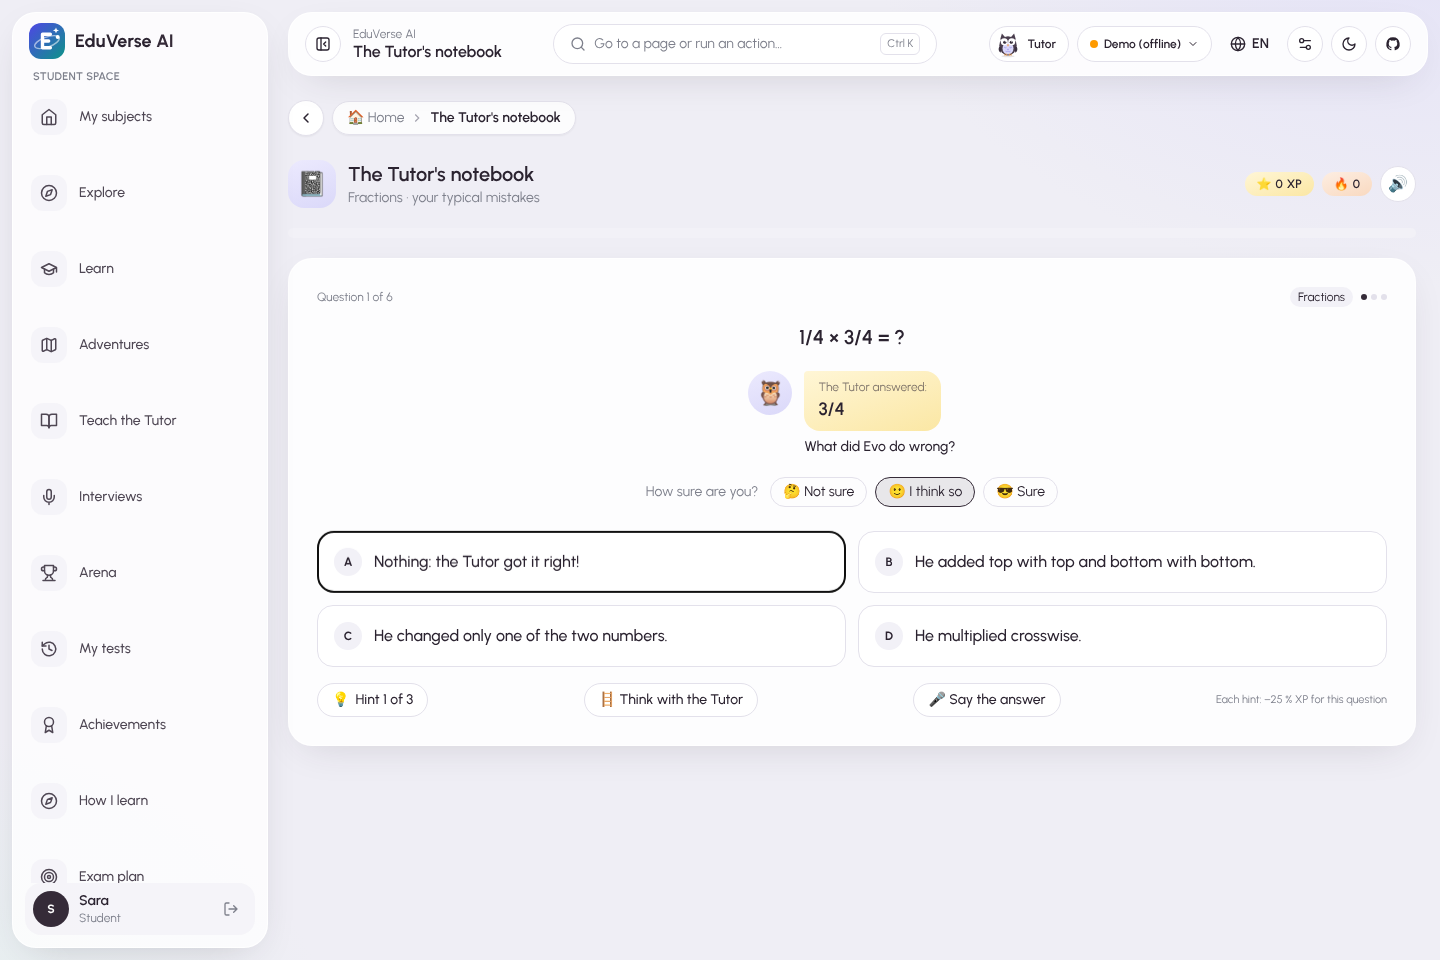 EduVerse AI
STUDENT SPACE
My subjects
Explore
Learn
Adventures
Teach the Tutor
Interviews
Arena
My tests
Achievements
How I learn
Exam plan
S
Sara
Student
EduVerse AI
The Tutor's notebook
Go to a page or run an action...
Ctrl K
Tutor
Demo (offline)
EN
Home
The Tutor's notebook
The Tutor's notebook
Fractions · your typical mistakes
0 XP
0
Question 1 of 6
Fractions
1/4 × 3/4 = ?
The Tutor answered:
3/4
What did Evo do wrong?
How sure are you?
Not sure
I think so
Sure
A Nothing: the Tutor got it right!
B He added top with top and bottom with bottom.
C He changed only one of the two numbers.
D He multiplied crosswise.
Hint 1 of 3
Think with the Tutor
Say the answer
Each hint: −25 % XP for this question